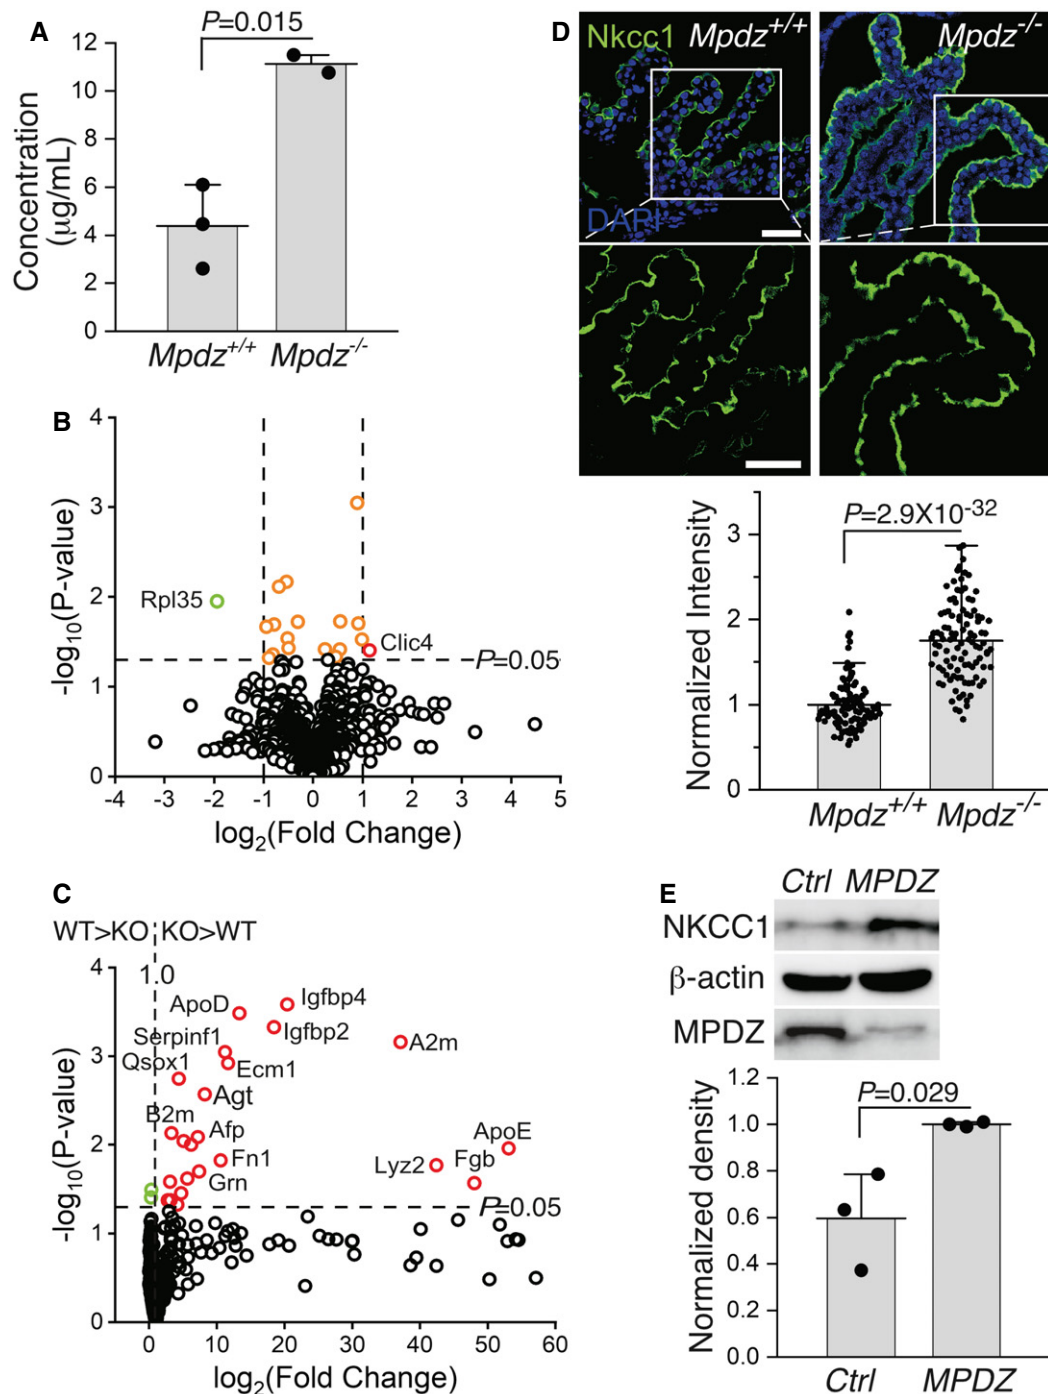 A
P=0.015
12
10
8
6
4
2
0
Concentration
(µg/mL)
Mpdz+/+ Mpdz-/-
B
4
3
2
1
0
-log10(P-value)
Rpl35
Clic4
P=0.05
-4 -3 -2 -1 0 1 2 3 4 5
log2(Fold Change)
C
WT>KO KO>WT
4
3
2
1
0
1.0
-log10(P-value)
ApoD
Igfbp4
Serpinf1
Igfbp2
A2m
Qsox1
Ecm1
Agt
B2m
Afp
ApoE
Fn1
Lyz2
Fgb
Grn
P=0.05
0 10 20 30 40 50 60
log2(Fold Change)
D
Nkcc1 Mpdz+/+
Mpdz-/-
DAPI
P=2.9X10-32
3
2
1
0
Normalized Intensity
Mpdz+/+ Mpdz-/-
E
Ctrl MPDZ
NKCC1
β-actin
MPDZ
P=0.029
1.2
1.0
0.8
0.6
0.4
0.2
0.0
Normalized density
Ctrl MPDZ